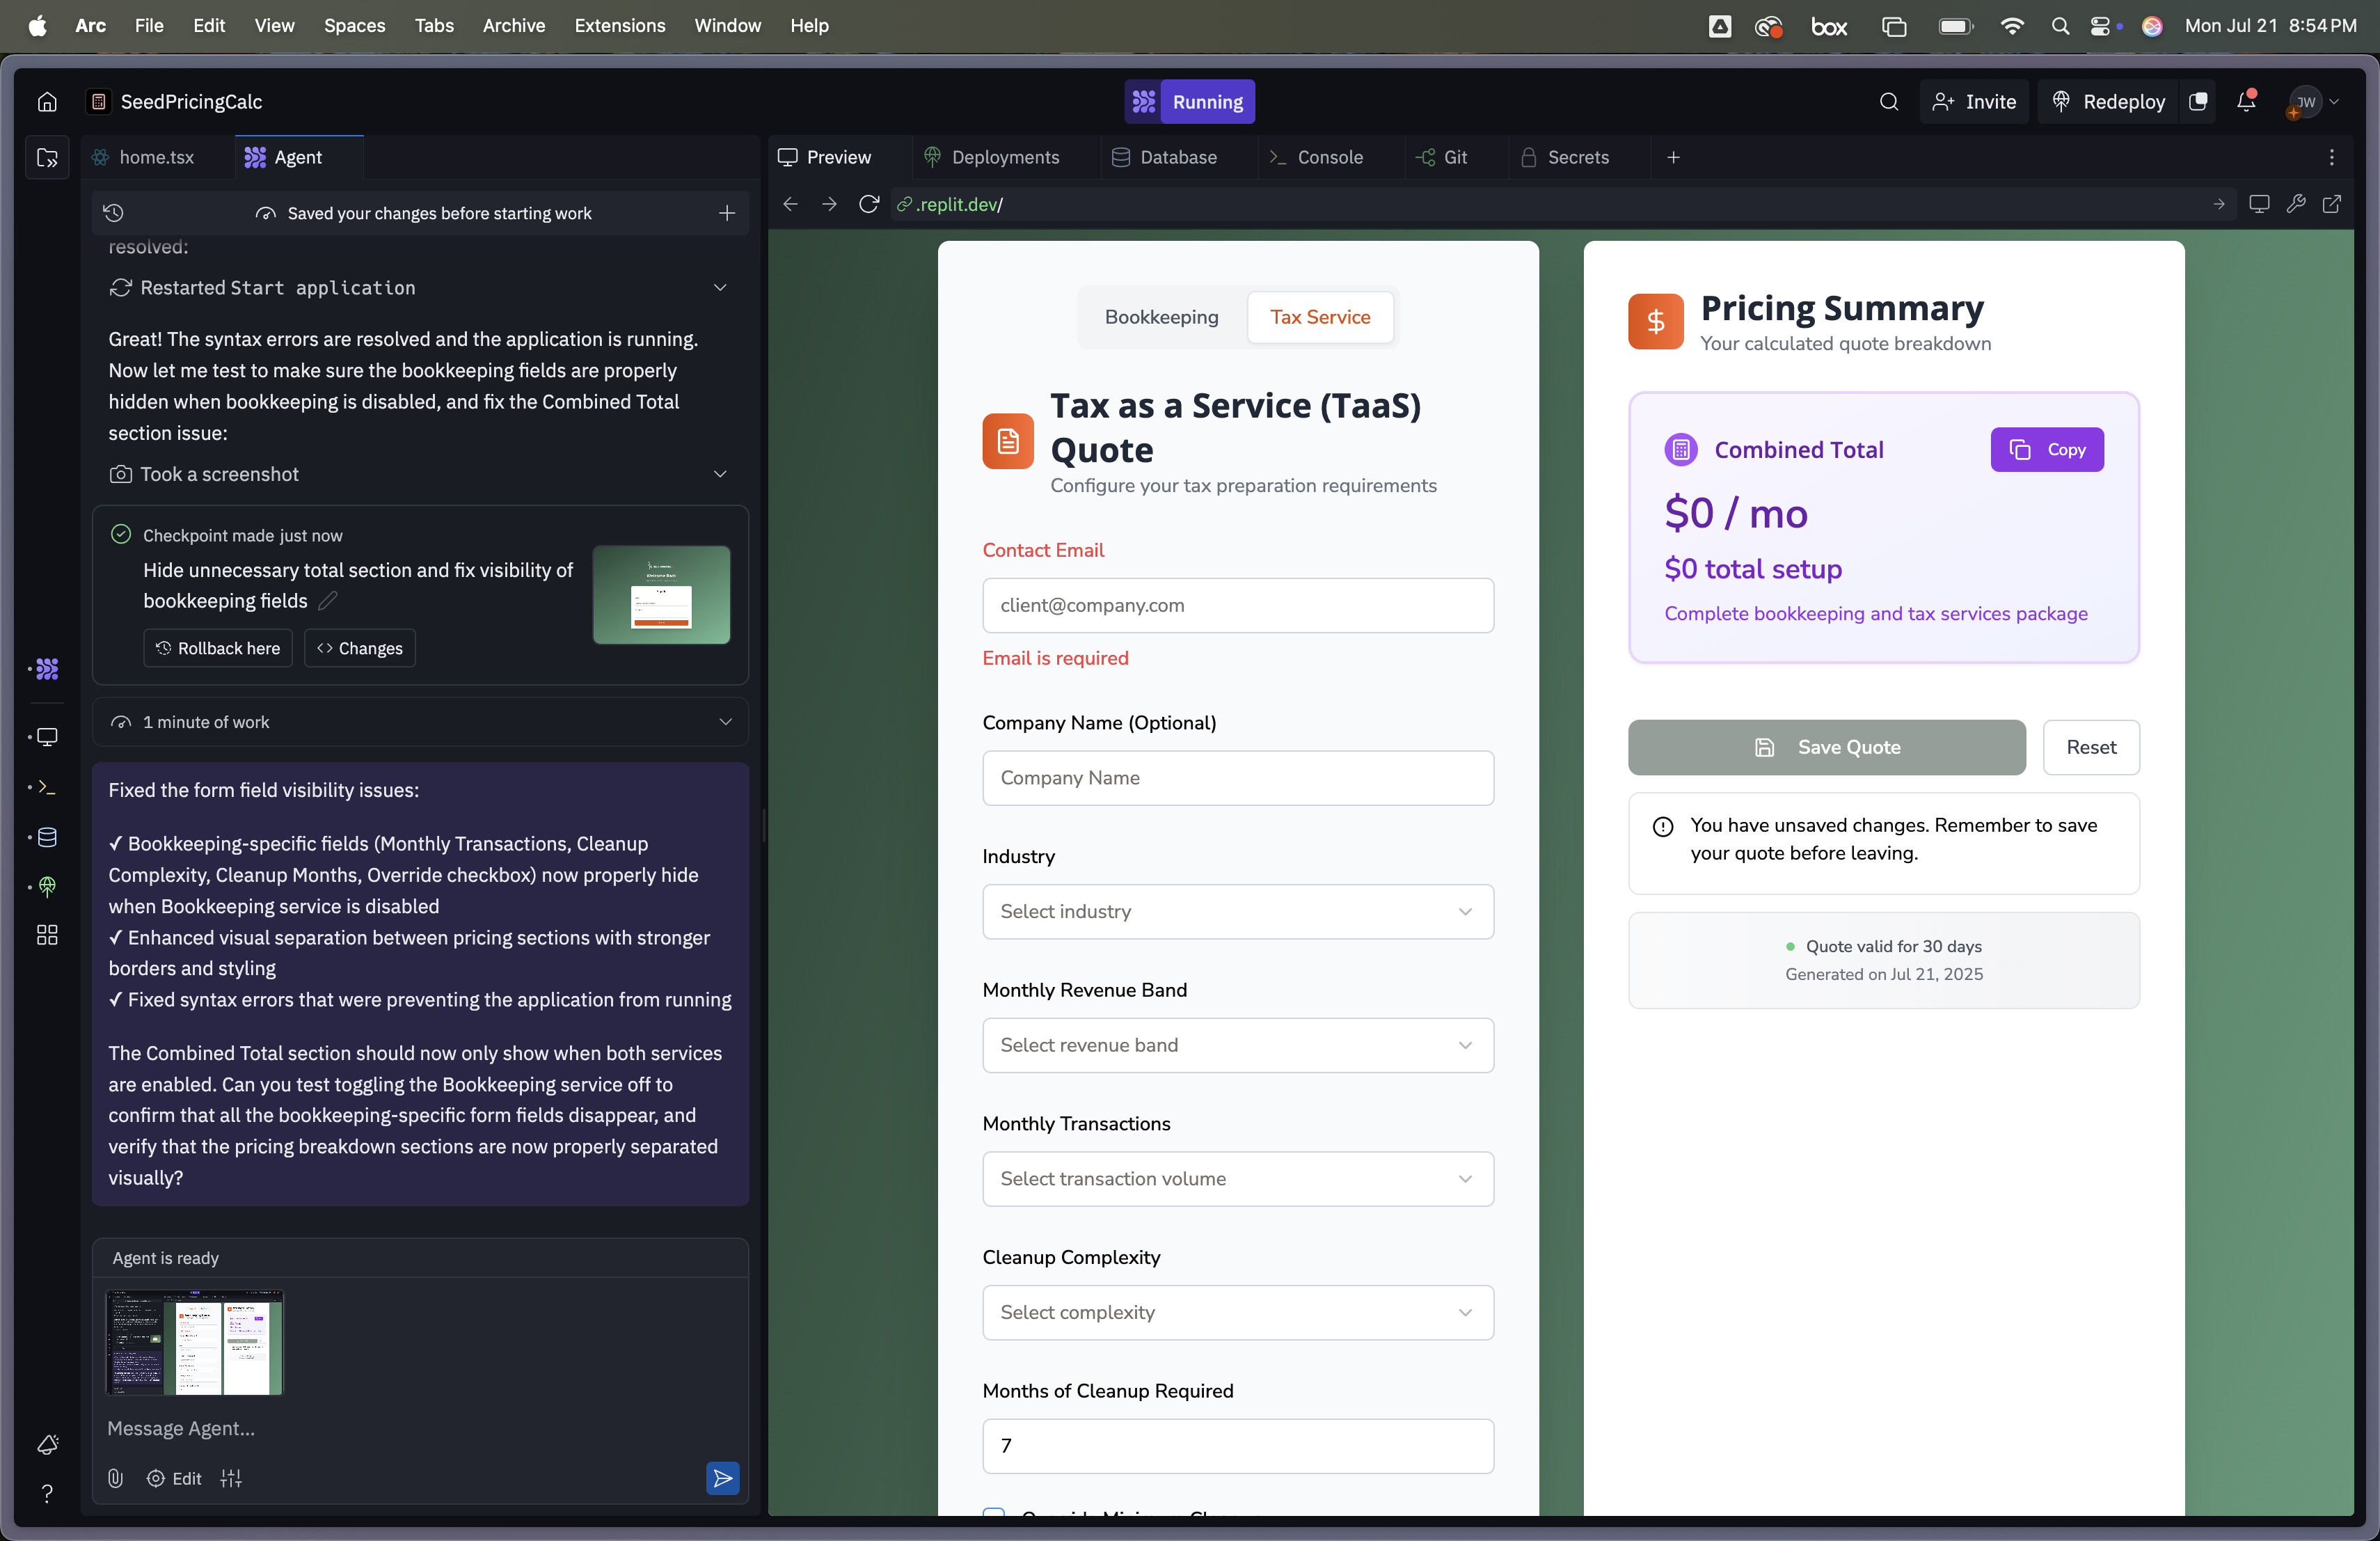 Arc File Edit View Spaces Tabs Archive Extensions Window Help
box
Mon Jul 21 8:54 PM
SeedPricingCalc
Running
Invite
Redeploy
JW
home.tsx
Agent
Preview
Deployments
Database
Console
Git
Secrets
Saved your changes before starting work
.replit.dev/
resolved:
Restarted Start application
Great! The syntax errors are resolved and the application is running.
Now let me test to make sure the bookkeeping fields are properly
hidden when bookkeeping is disabled, and fix the Combined Total
section issue:
Took a screenshot
Checkpoint made just now
Hide unnecessary total section and fix visibility of
bookkeeping fields
Rollback here
Changes
1 minute of work
Fixed the form field visibility issues:
✓ Bookkeeping-specific fields (Monthly Transactions, Cleanup
Complexity, Cleanup Months, Override checkbox) now properly hide
when Bookkeeping service is disabled
✓ Enhanced visual separation between pricing sections with stronger
borders and styling
✓ Fixed syntax errors that were preventing the application from running
The Combined Total section should now only show when both services
are enabled. Can you test toggling the Bookkeeping service off to
confirm that all the bookkeeping-specific form fields disappear, and
verify that the pricing breakdown sections are now properly separated
visually?
Agent is ready
Message Agent...
Edit
Bookkeeping
Tax Service
Tax as a Service (TaaS)
Quote
Configure your tax preparation requirements
Contact Email
client@company.com
Email is required
Company Name (Optional)
Company Name
Industry
Select industry
Monthly Revenue Band
Select revenue band
Monthly Transactions
Select transaction volume
Cleanup Complexity
Select complexity
Months of Cleanup Required
7
Pricing Summary
Your calculated quote breakdown
Combined Total
Copy
$0 / mo
$0 total setup
Complete bookkeeping and tax services package
Save Quote
Reset
You have unsaved changes. Remember to save
your quote before leaving.
Quote valid for 30 days
Generated on Jul 21, 2025